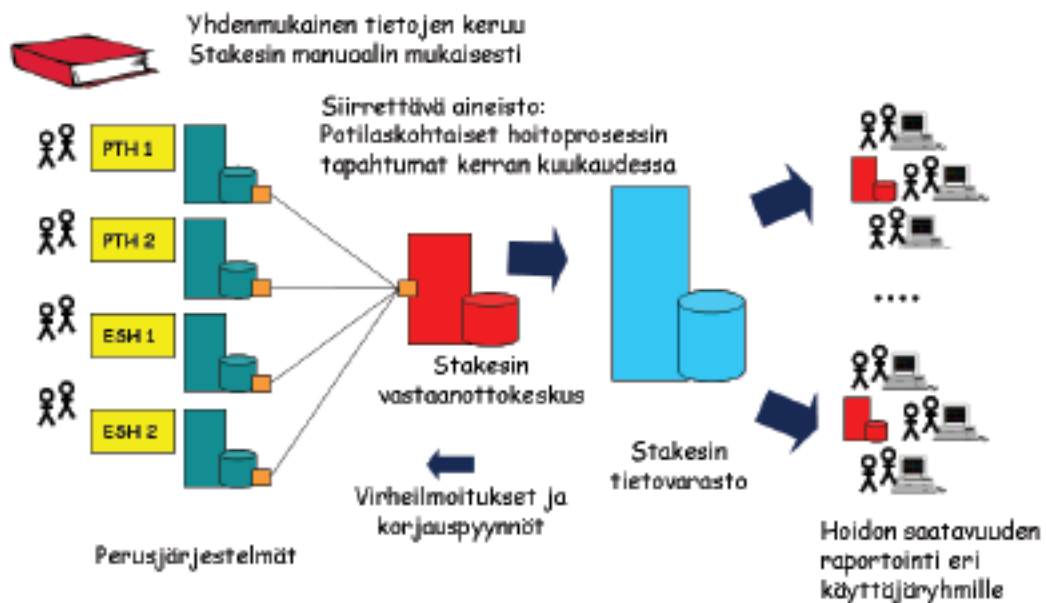 Yhdenmukainen tietojen keruu
Stakesin manuaalin mukaisesti
Siirrettävä aineisto:
Potilaskohtaiset hoitoprosessin
tapahtumat kerran kuukaudessa
PTH 1
PTH 2
ESH 1
ESH 2
Perusjärjestelmät
Stakesin
vastaanottokeskus
Virheilmoitukset ja
korjauspyynnöt
Stakesin
tietovarasto
....
Hoidon saatavuuden
raportointi eri
käyttäjäryhmille